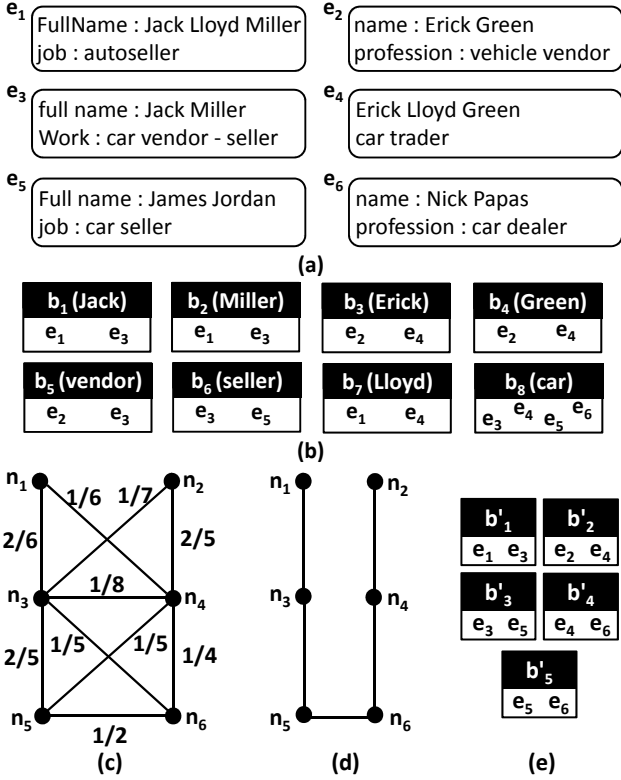 e1
FullName : Jack Lloyd Miller
job : autoseller
e2
name : Erick Green
profession : vehicle vendor
e3
full name : Jack Miller
Work : car vendor - seller
e4
Erick Lloyd Green
car trader
e5
Full name : James Jordan
job : car seller
e6
name : Nick Papas
profession : car dealer
(a)
b1 (Jack)
e1 e3
b2 (Miller)
e1 e3
b3 (Erick)
e2 e4
b4 (Green)
e2 e4
b5 (vendor)
e2 e3
b6 (seller)
e3 e5
b7 (Lloyd)
e1 e4
b8 (car)
e3 e4 e5 e6
(b)
n1 n2
1/6 1/7
2/6 2/5
n3 1/8 n4
2/5 1/5 1/5 1/4
n5 n6
1/2
(c)
n1 n2
n3 n4
n5 n6
(d)
b'1 b'2
e1 e3 e2 e4
b'3 b'4
e3 e5 e4 e6
b'5
e5 e6
(e)